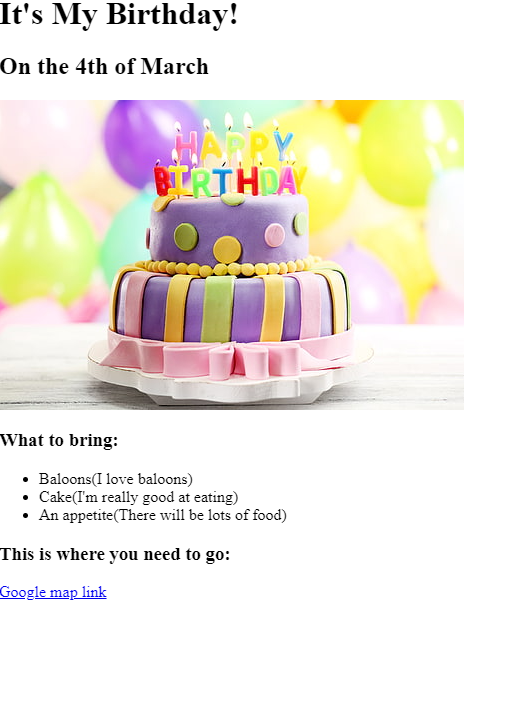 It's My Birthday!
On the 4th of March
HAPPY
BIRTHDAY
What to bring:
Baloons(I love baloons)
Cake(I'm really good at eating)
An appetite(There will be lots of food)
This is where you need to go:
Google map link